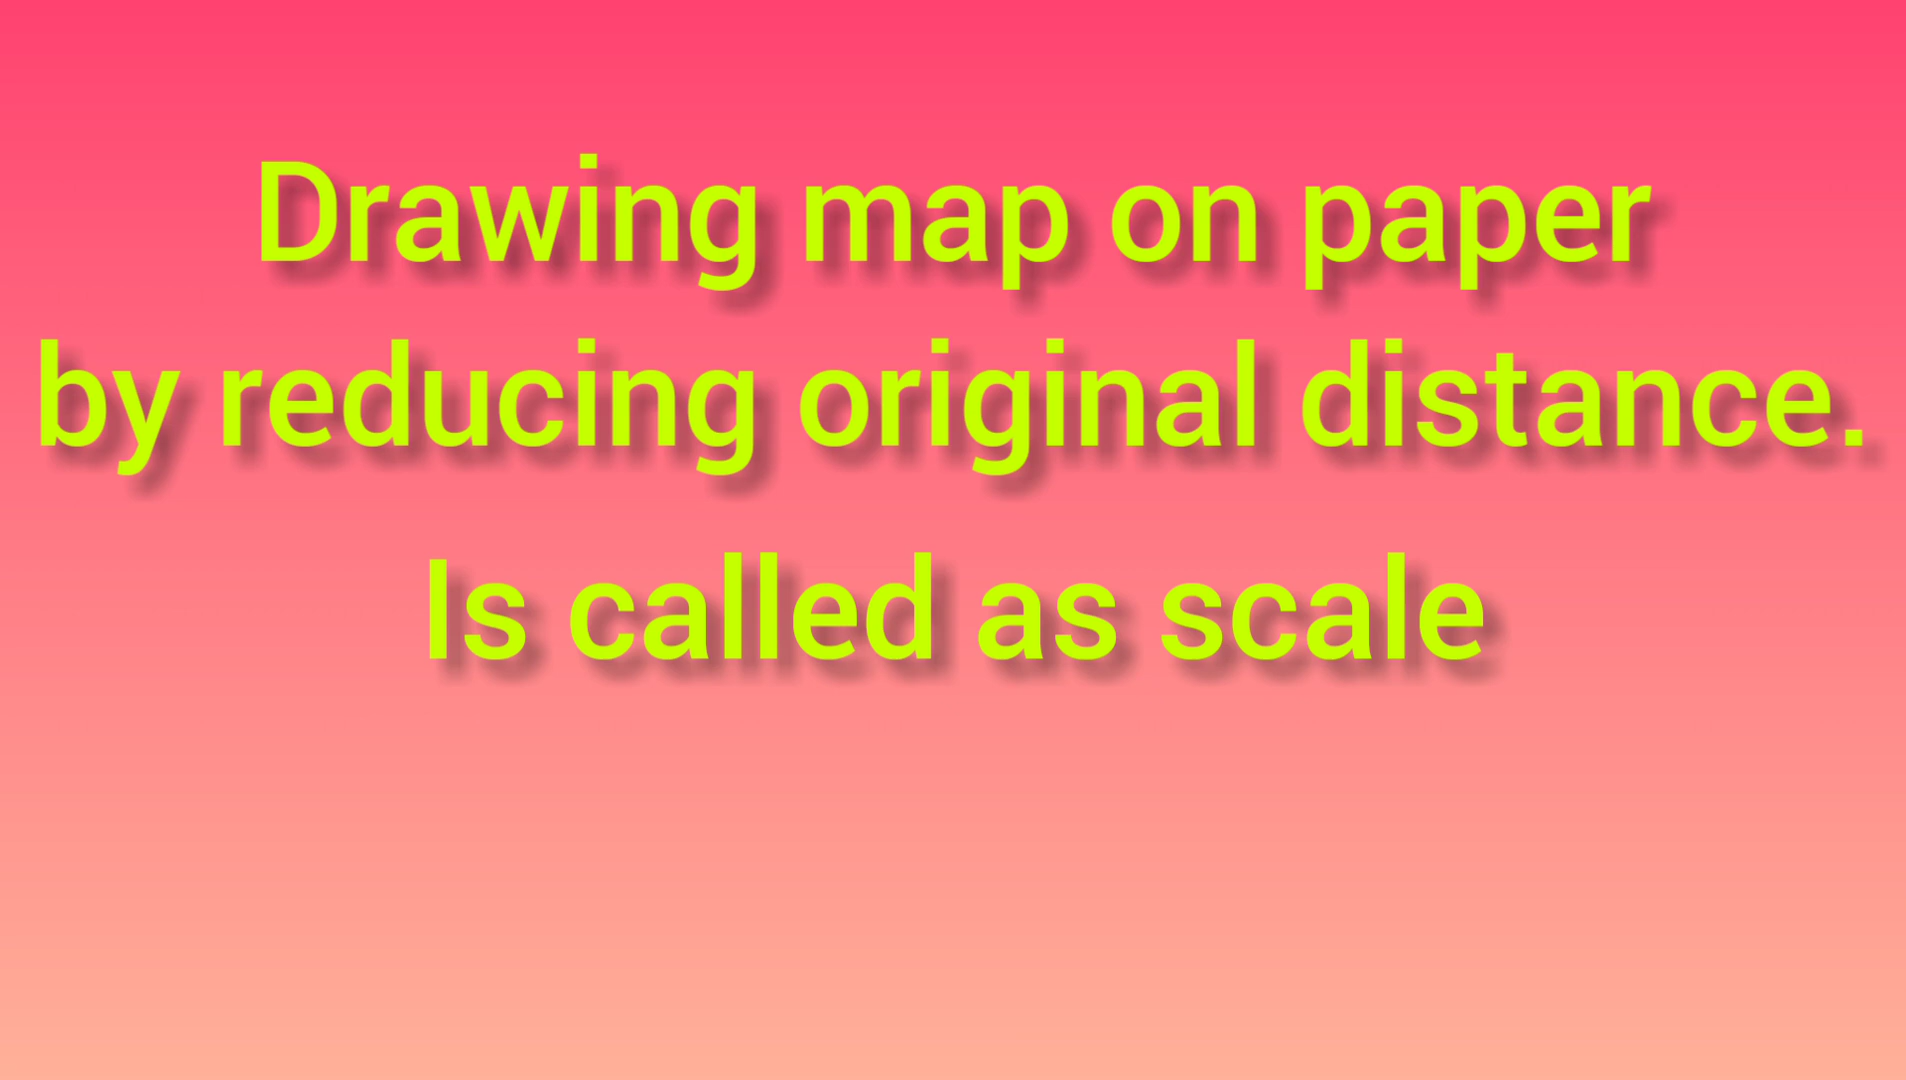 Drawing map on paper
by reducing original distance.
Is called as scale